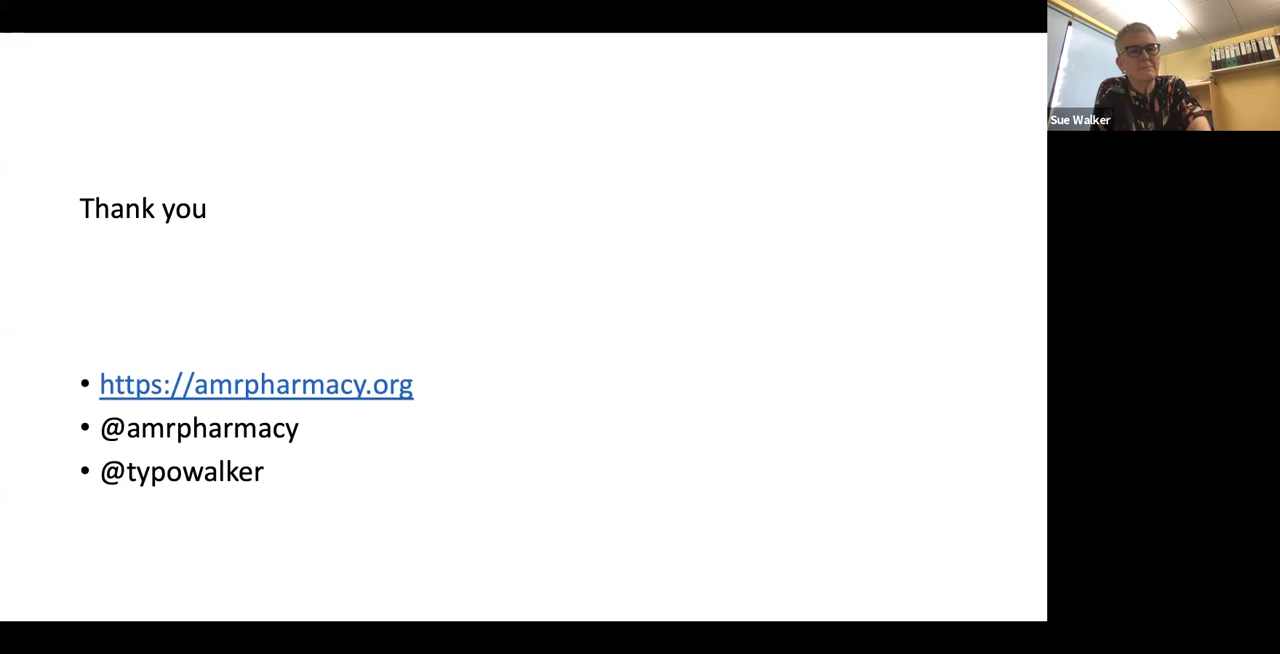 Thank you
• https://amrpharmacy.org
• @amrpharmacy
• @typowalker
Sue Walker